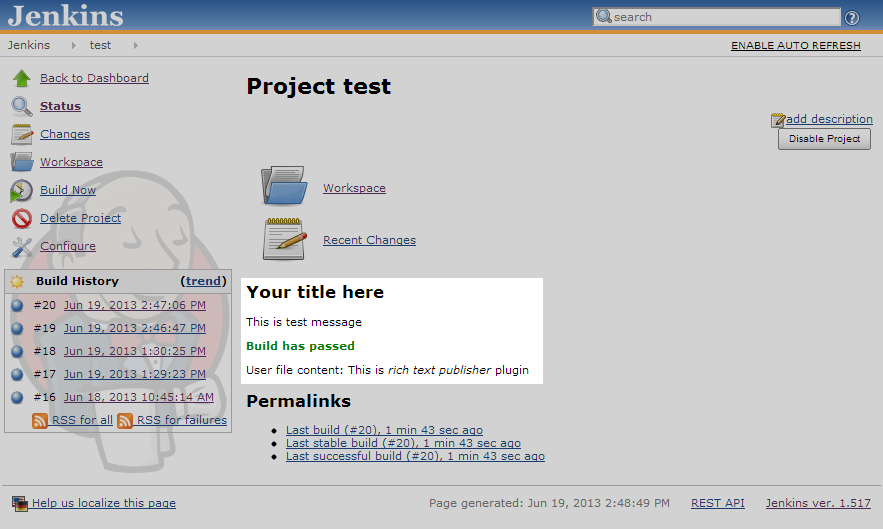 Jenkins
search
Jenkins test
ENABLE AUTO REFRESH
Back to Dashboard
Status
Changes
Workspace
Build Now
Delete Project
Configure
Build History (trend)
#20 Jun 19, 2013 2:47:06 PM
#19 Jun 19, 2013 2:46:47 PM
#18 Jun 19, 2013 1:30:25 PM
#17 Jun 19, 2013 1:29:23 PM
#16 Jun 18, 2013 10:45:14 AM
RSS for all RSS for failures
Project test
add description
Disable Project
Workspace
Recent Changes
Your title here
This is test message
Build has passed
User file content: This is rich text publisher plugin
Permalinks
Last build (#20), 1 min 43 sec ago
Last stable build (#20), 1 min 43 sec ago
Last successful build (#20), 1 min 43 sec ago
Help us localize this page
Page generated: Jun 19, 2013 2:48:49 PM
REST API
Jenkins ver. 1.517